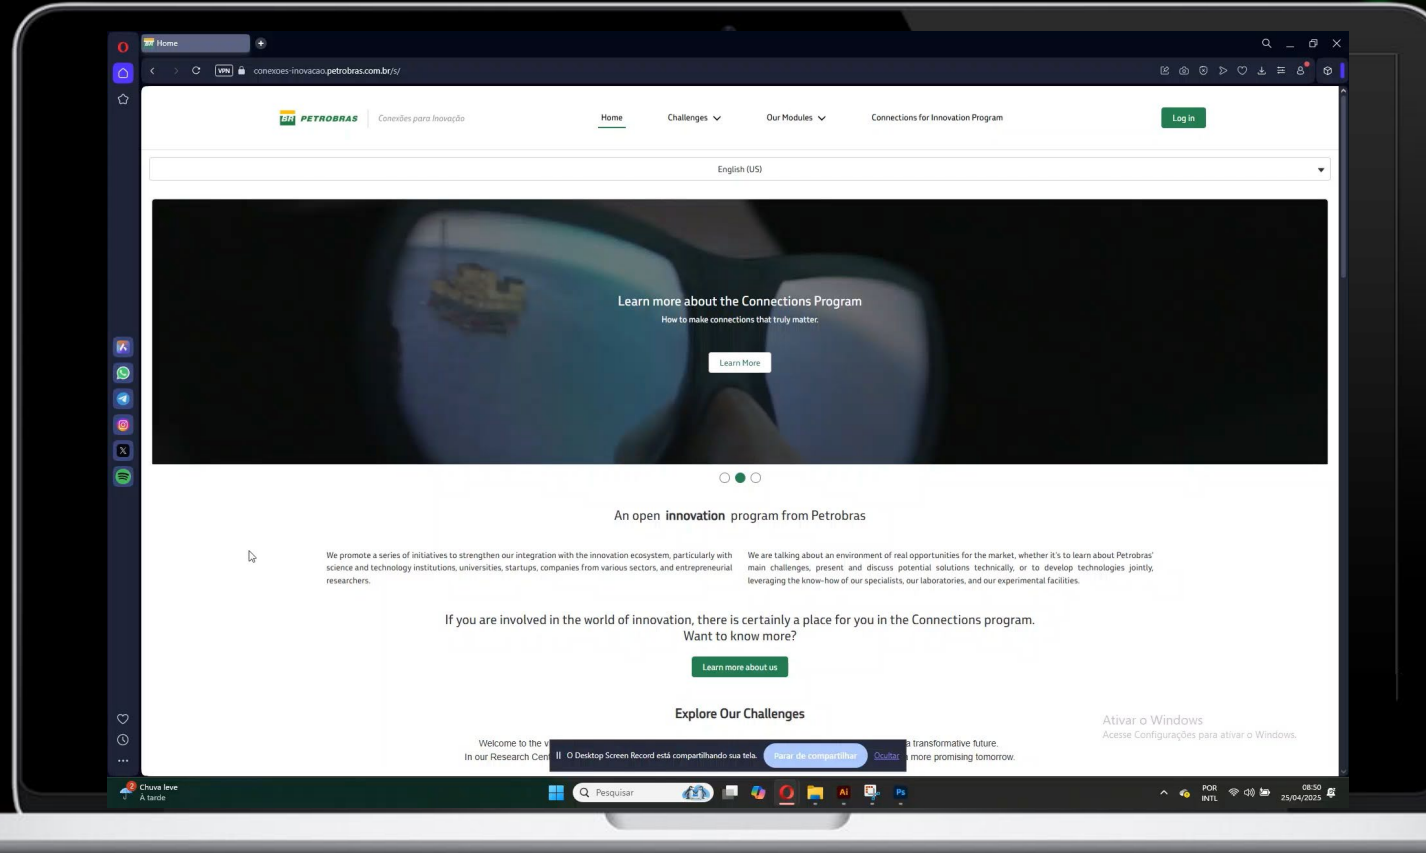 Home
VPN
conexoes-inovacao.petrobras.com.br/s/
BR PETROBRAS
Conexões para Inovação
Home
Challenges
Our Modules
Connections for Innovation Program
Log in
English (US)
Learn more about the Connections Program
How to make connections that truly matter.
Learn More
An open innovation program from Petrobras
We promote a series of initiatives to strengthen our integration with the innovation ecosystem, particularly with
science and technology institutions, universities, startups, companies from various sectors, and entrepreneurial
researchers.
We are talking about an environment of real opportunities for the market, whether it's to learn about Petrobras'
main challenges, present and discuss potential solutions technically, or to develop technologies jointly,
leveraging the know-how of our specialists, our laboratories, and our experimental facilities.
If you are involved in the world of innovation, there is certainly a place for you in the Connections program.
Want to know more?
Learn more about us
Explore Our Challenges
Welcome to the v
a transformative future.
In our Research Cen
more promising tomorrow.
O Desktop Screen Record está compartilhando sua tela.
Parar de compartilhar
Ocultar
Ativar o Windows
Acesse Configurações para ativar o Windows.
2
Chuva leve
À tarde
Pesquisar
Ai
Ps
POR
INTL
08:50
25/04/2025